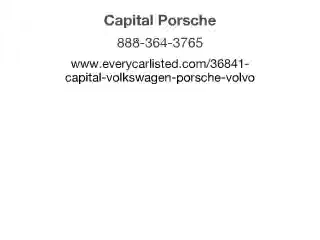 Capital Porsche
888-364-3765
www.everycarlisted.com/36841-
capital-volkswagen-porsche-volvo